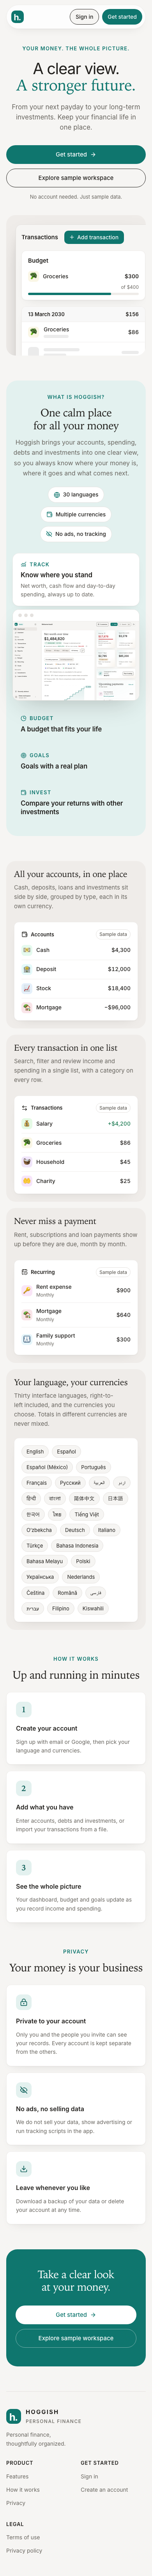 h.
Sign in
Get started
YOUR MONEY. THE WHOLE PICTURE.
A clear view.
A stronger future.
From your next payday to your long-term
investments. Keep your financial life in
one place.
Get started →
Explore sample workspace
No account needed. Just sample data.
Transactions
+ Add transaction
Budget
Groceries
$300
of $400
13 March 2030
$156
Groceries
$86
WHAT IS HOGGISH?
One calm place
for all your money
Hoggish brings your accounts, spending,
debts and investments into one clear view,
so you always know where your money is,
where it goes and what comes next.
30 languages
Multiple currencies
No ads, no tracking
TRACK
Know where you stand
Net worth, cash flow and day-to-day
spending, always up to date.
BUDGET
A budget that fits your life
GOALS
Goals with a real plan
INVEST
Compare your returns with other
investments
All your accounts, in one place
Cash, deposits, loans and investments sit
side by side, grouped by type, each in its
own currency.
Accounts
Sample data
Cash
$4,300
Deposit
$12,000
Stock
$18,400
Mortgage
−$96,000
Every transaction in one list
Search, filter and review income and
spending in a single list, with a category on
every row.
Transactions
Sample data
Salary
+$4,200
Groceries
$86
Household
$45
Charity
$25
Never miss a payment
Rent, subscriptions and loan payments show
up before they are due, month by month.
Recurring
Sample data
Rent expense
Monthly
$900
Mortgage
Monthly
$640
Family support
Monthly
$300
Your language, your currencies
Thirty interface languages, right-to-
left included, and the currencies you
choose. Totals in different currencies are
never mixed.
English
Español
Español (México)
Português
Français
Русский
العربية
اردو
हिन्दी
বাংলা
简体中文
日本語
한국어
ไทย
Tiếng Việt
O'zbekcha
Deutsch
Italiano
Türkçe
Bahasa Indonesia
Bahasa Melayu
Polski
Українська
Nederlands
Čeština
Română
فارسی
עברית
Filipino
Kiswahili
HOW IT WORKS
Up and running in minutes
1
Create your account
Sign up with email or Google, then pick your
language and currencies.
2
Add what you have
Enter accounts, debts and investments, or
import transactions from a file.
3
See the whole picture
Your dashboard, budget and goals update as
you record income and spending.
PRIVACY
Your money is your business
Private to your account
Only you and the people you invite can see
your records. Every account is kept separate
from the others.
No ads, no selling data
We do not sell your data, show advertising or
run tracking scripts in the app.
Leave whenever you like
Download a backup of your data or delete
your account at any time.
Take a clear look
at your money.
Get started →
Explore sample workspace
h.
HOGGISH
PERSONAL FINANCE
Personal finance,
thoughtfully organized.
PRODUCT
GET STARTED
Features
Sign in
How it works
Create an account
Privacy
LEGAL
Terms of use
Privacy policy